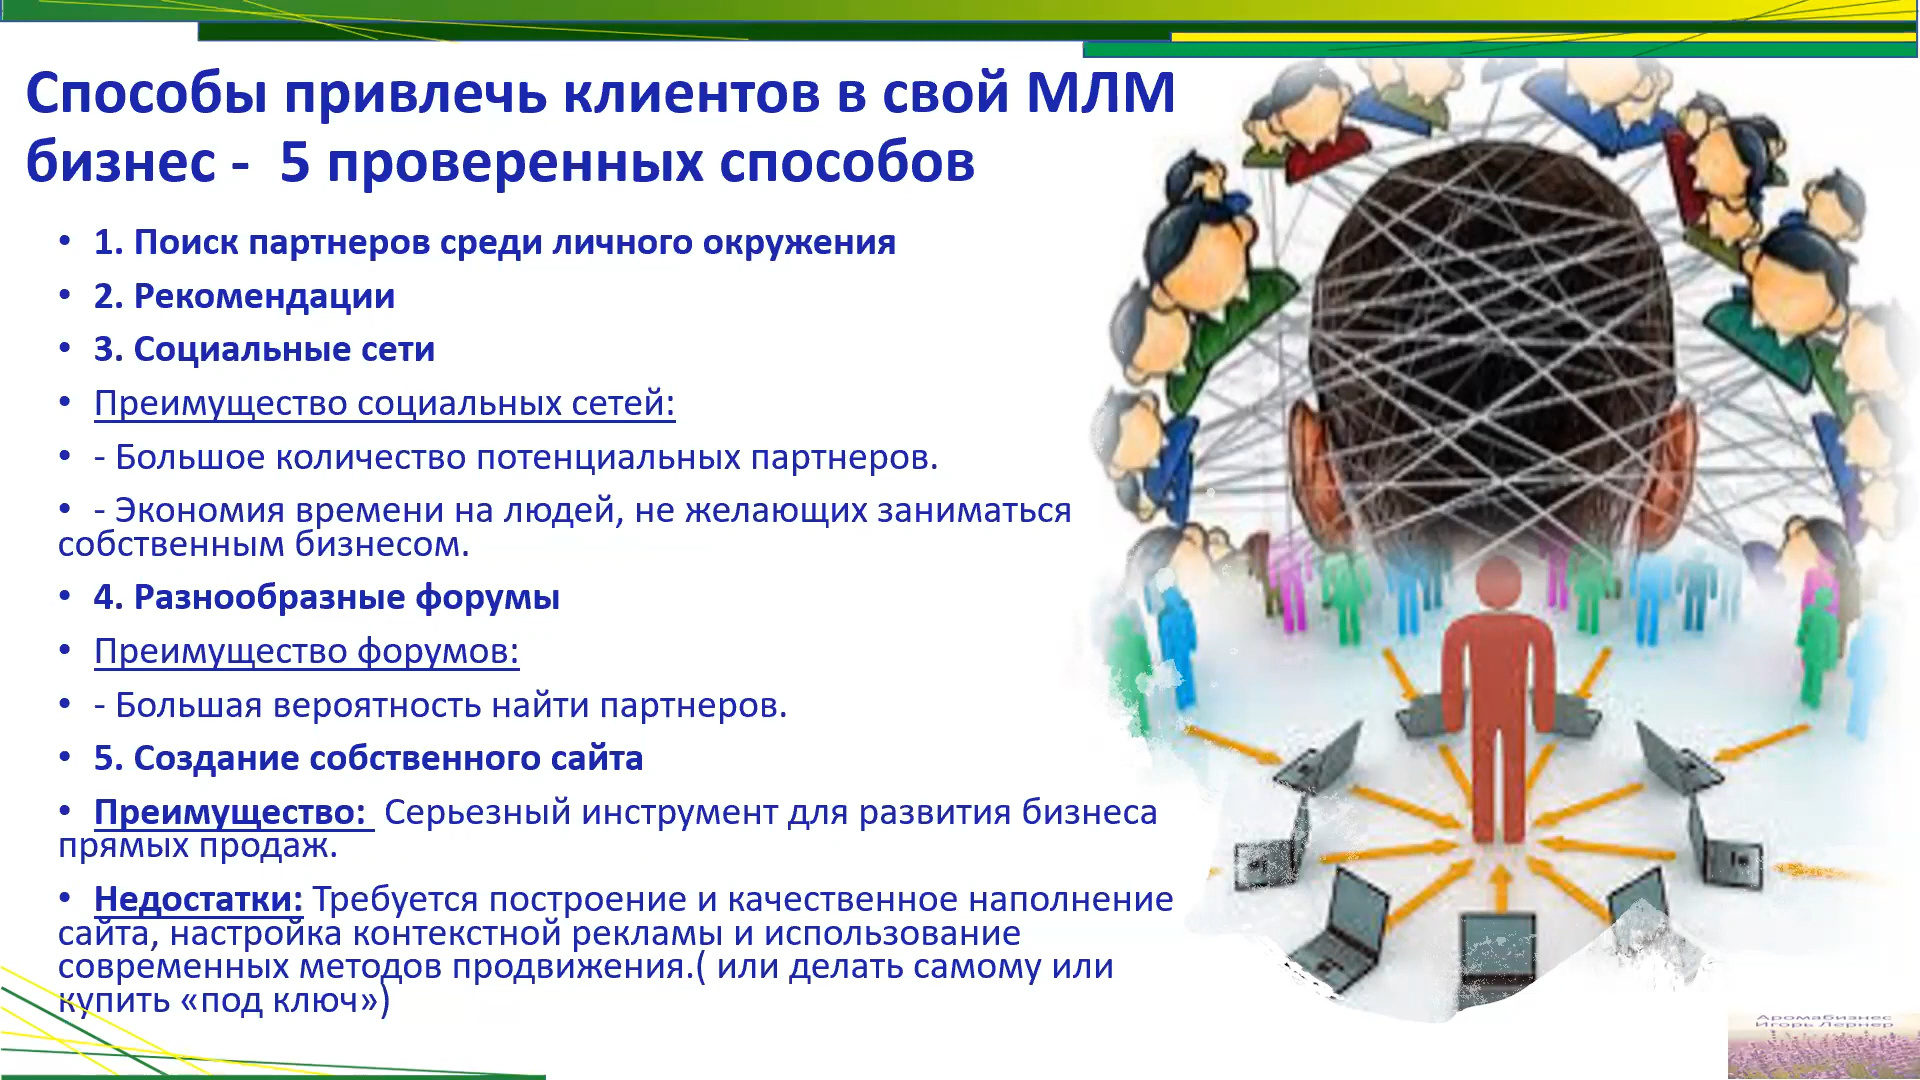 Способы привлечь клиентов в свой МЛМ
бизнес -  5 проверенных способов
• 1. Поиск партнеров среди личного окружения
• 2. Рекомендации
• 3. Социальные сети
• Преимущество социальных сетей:
• - Большое количество потенциальных партнеров.
• - Экономия времени на людей, не желающих заниматься
собственным бизнесом.
• 4. Разнообразные форумы
• Преимущество форумов:
• - Большая вероятность найти партнеров.
• 5. Создание собственного сайта
• Преимущество:  Серьезный инструмент для развития бизнеса
прямых продаж.
• Недостатки: Требуется построение и качественное наполнение
сайта, настройка контекстной рекламы и использование
современных методов продвижения.( или делать самому или
купить «под ключ»)
Аромабизнес
Игорь Лернер